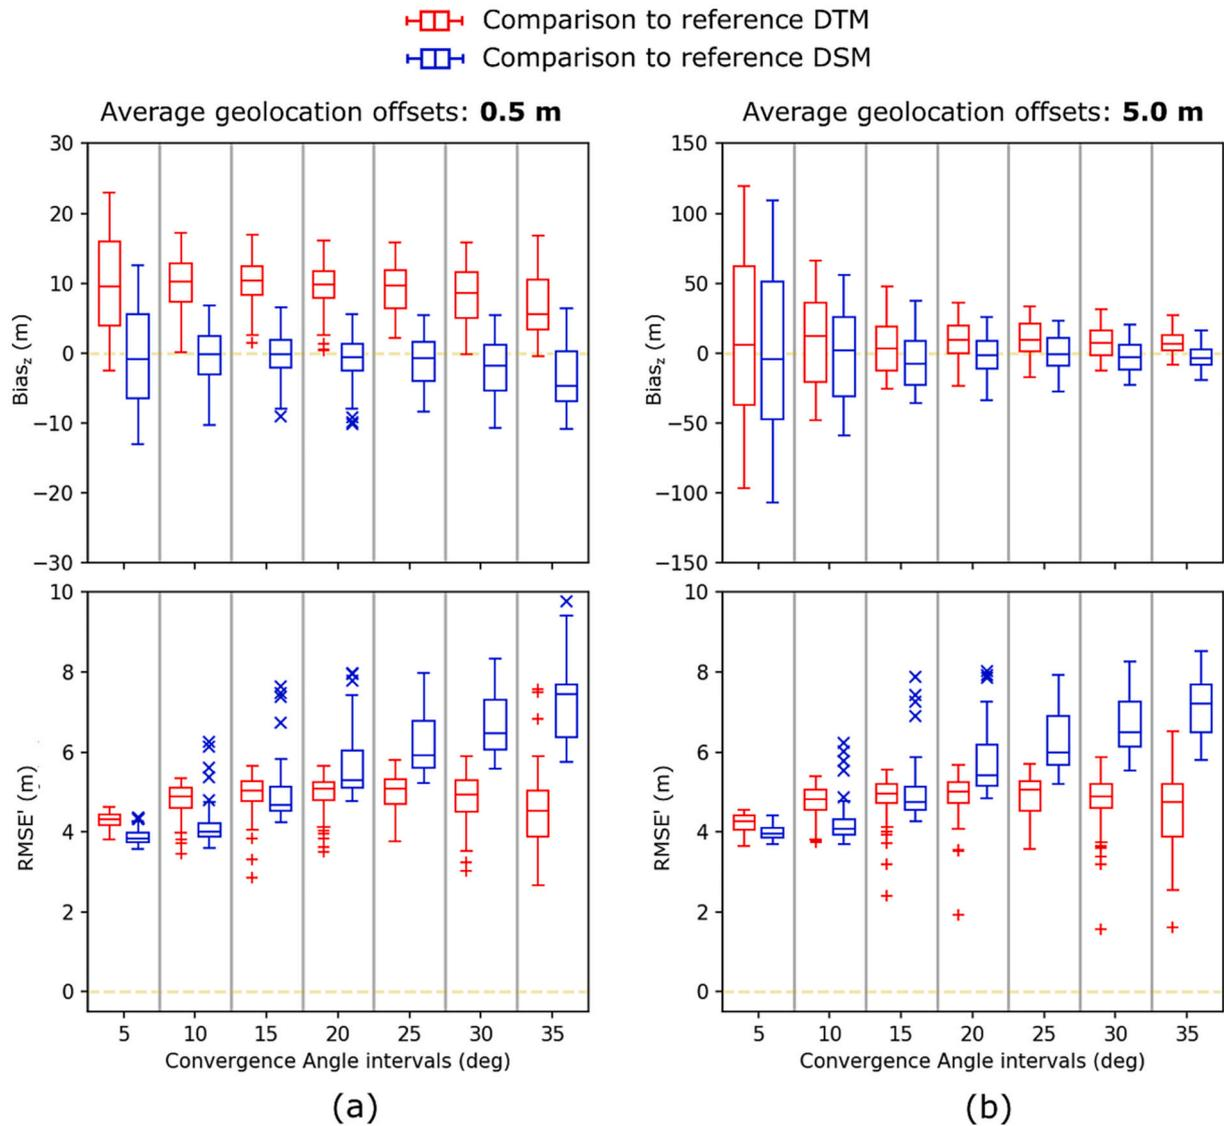 Comparison to reference DTM
Comparison to reference DSM
Average geolocation offsets: 0.5 m
Average geolocation offsets: 5.0 m
30
20
10
0
−10
−20
−30
Bias_z (m)
150
100
50
0
−50
−100
−150
Bias_z (m)
10
8
6
4
2
0
RMSE' (m)
5 10 15 20 25 30 35
Convergence Angle intervals (deg)
(a)
10
8
6
4
2
0
RMSE' (m)
5 10 15 20 25 30 35
Convergence Angle intervals (deg)
(b)